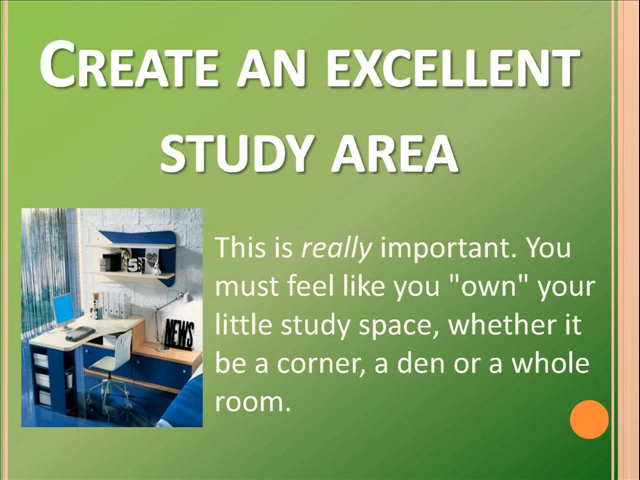 CREATE AN EXCELLENT
STUDY AREA
This is really important. You
must feel like you "own" your
little study space, whether it
be a corner, a den or a whole
room.
NEWS